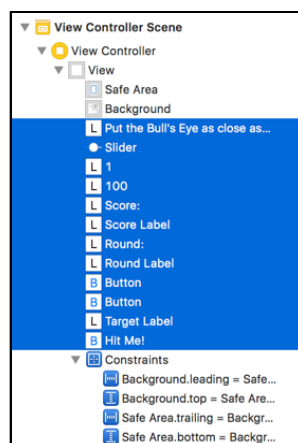 View Controller Scene
View Controller
View
Safe Area
Background
L Put the Bull's Eye as close as...
Slider
L 1
L 100
L Score:
L Score Label
L Round:
L Round Label
B Button
B Button
L Target Label
B Hit Me!
Constraints
Background.leading = Safe...
Background.top = Safe Are...
Safe Area.trailing = Backgr...
Safe Area.bottom = Backgr...